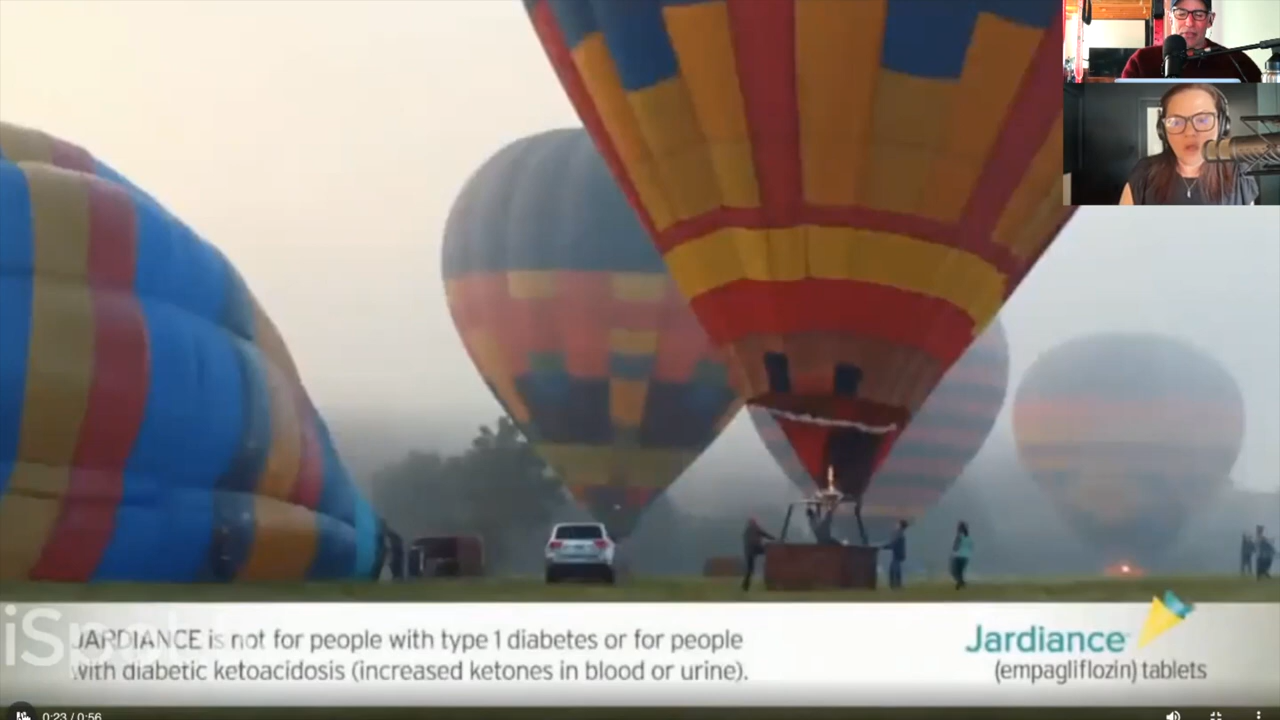 JARDIANCE is not for people with type 1 diabetes or for people
with diabetic ketoacidosis (increased ketones in blood or urine).
Jardiance
(empagliflozin) tablets
iSpot
0:23 / 0:56